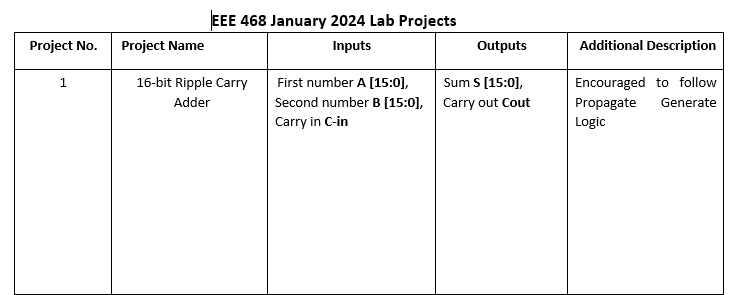 EEE 468 January 2024 Lab Projects
Project No. Project Name Inputs Outputs Additional Description
1 16-bit Ripple Carry First number A [15:0], Sum S [15:0], Encouraged to follow
Adder Second number B [15:0], Carry out Cout Propagate Generate
Carry in C-in Logic